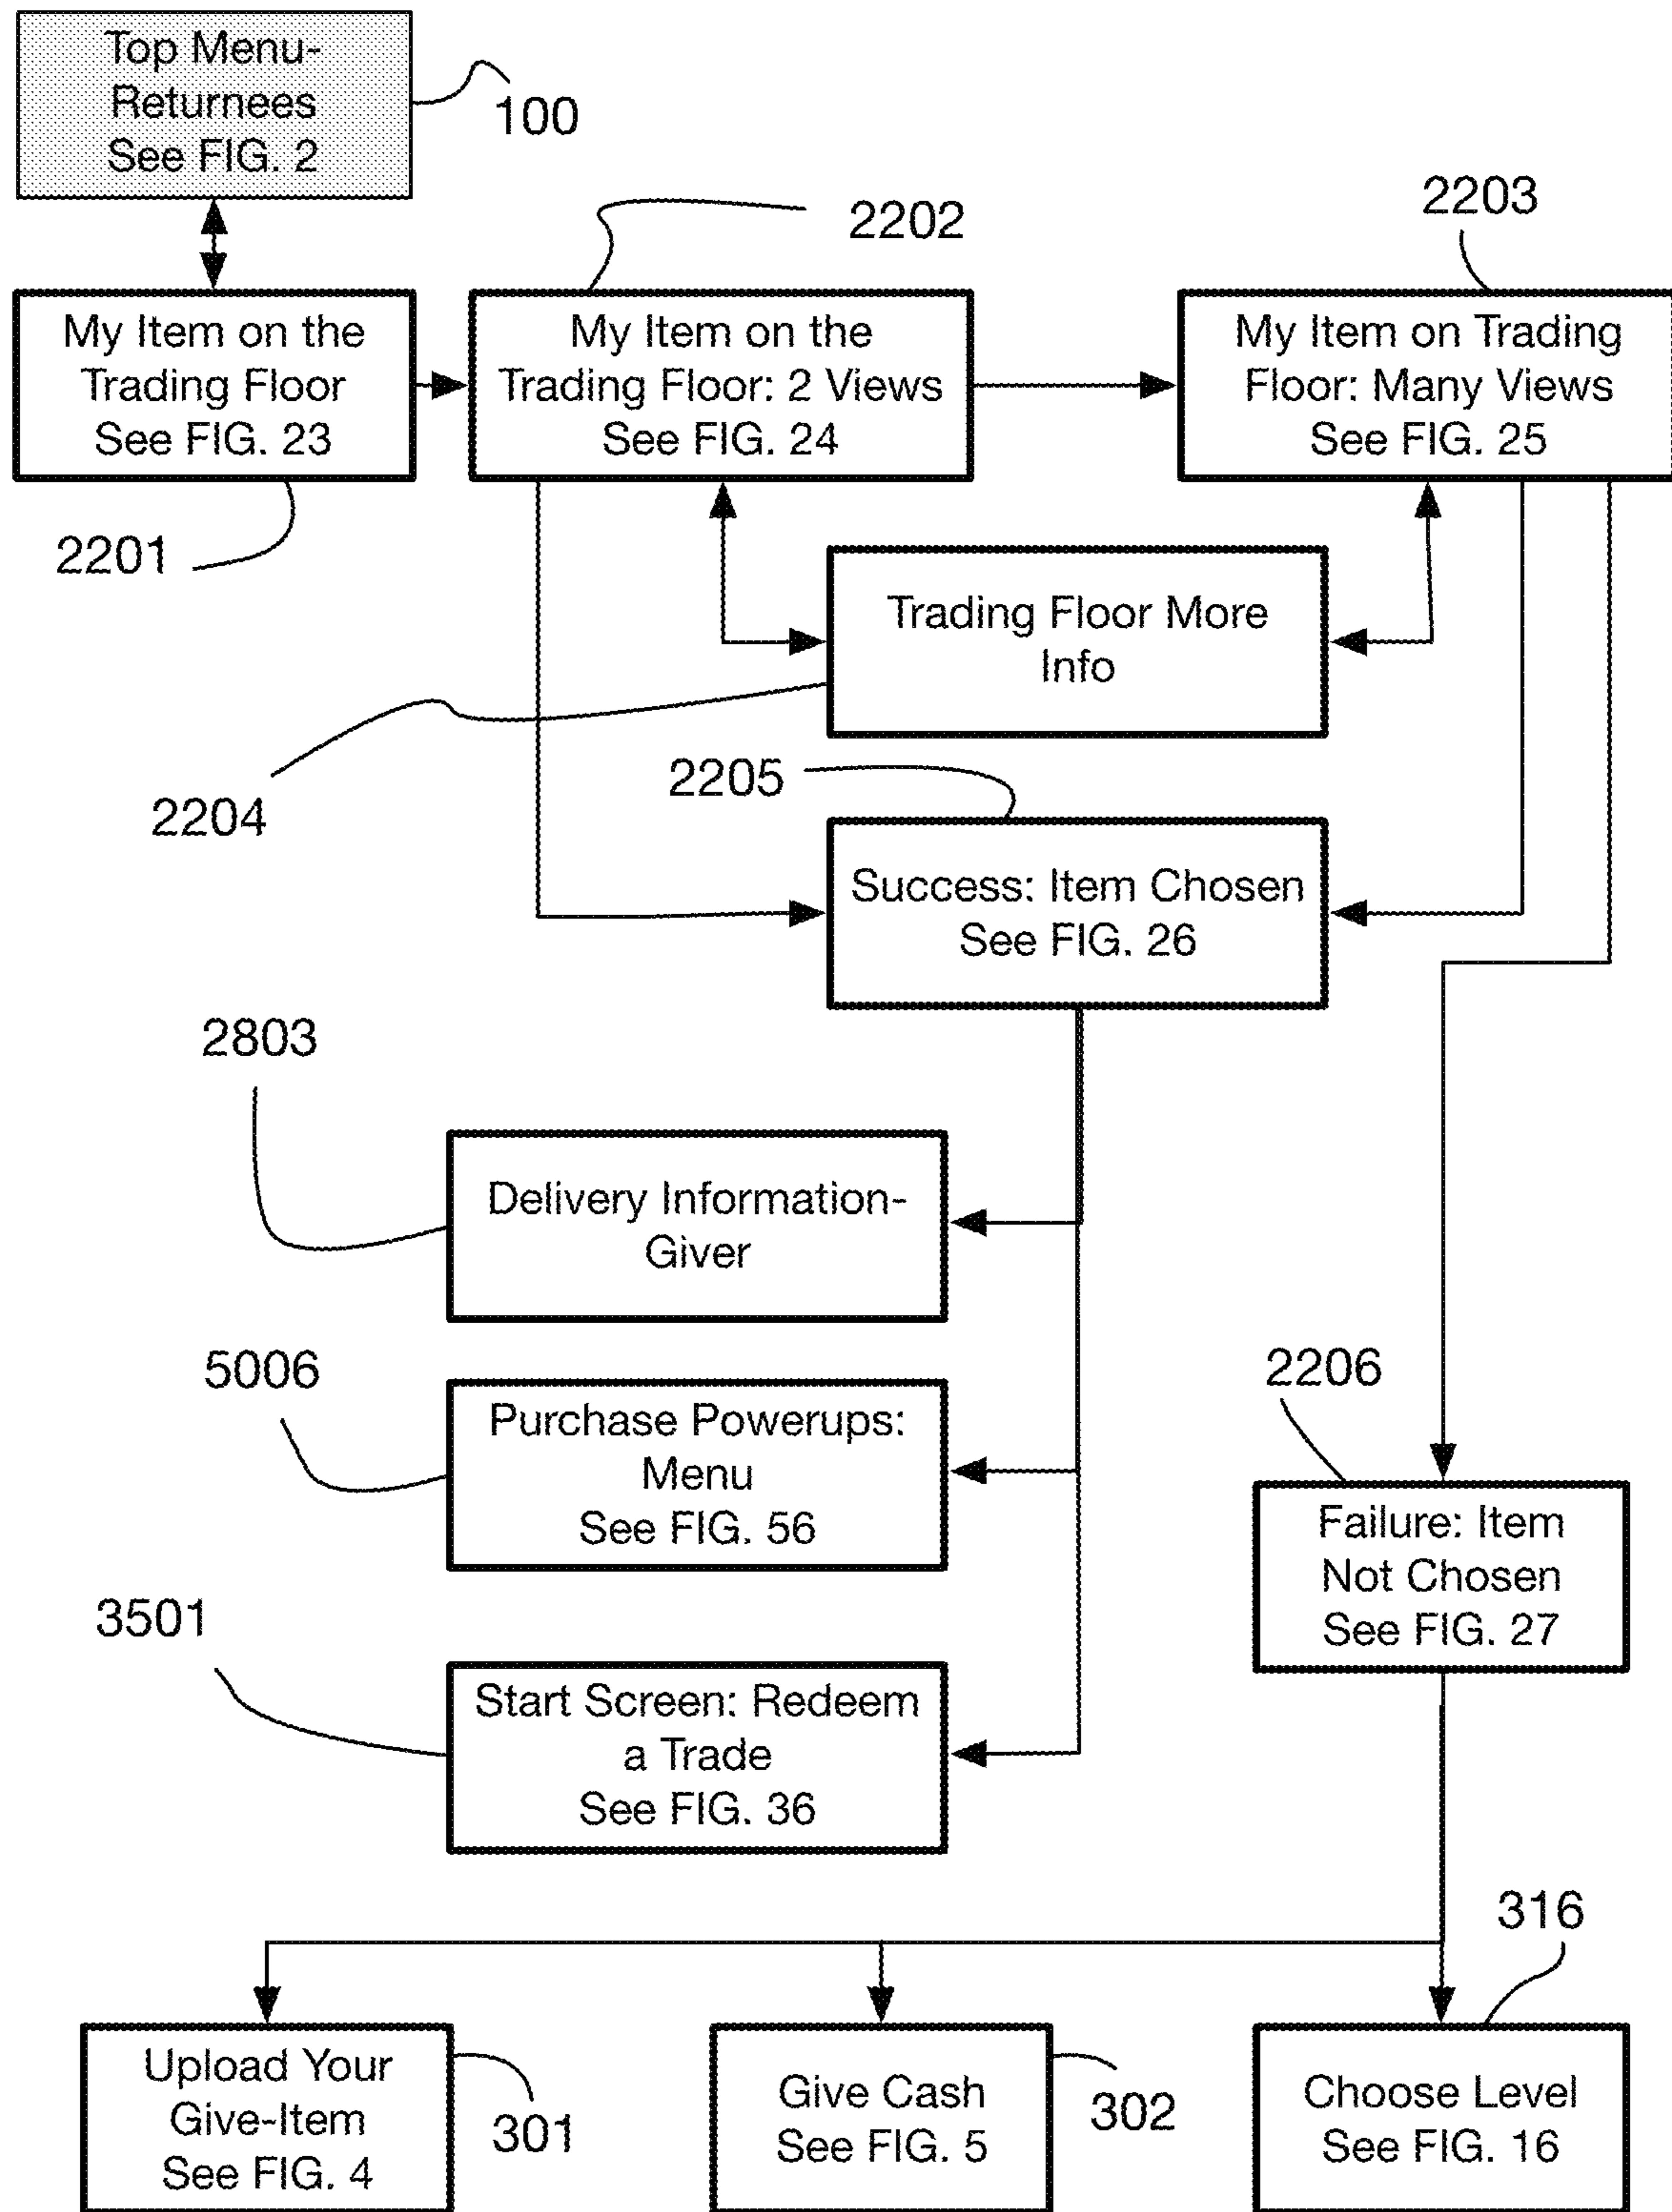 Top Menu-
Returnees
See FIG. 2
100
2202
2203
My Item on the
Trading Floor
See FIG. 23
My Item on the
Trading Floor: 2 Views
See FIG. 24
My Item on Trading
Floor: Many Views
See FIG. 25
2201
Trading Floor More
Info
2204
2205
Success: Item Chosen
See FIG. 26
2803
Delivery Information-
Giver
5006
Purchase Powerups:
Menu
See FIG. 56
2206
Failure: Item
Not Chosen
See FIG. 27
3501
Start Screen: Redeem
a Trade
See FIG. 36
316
Upload Your
Give-Item
See FIG. 4
301
Give Cash
See FIG. 5
302
Choose Level
See FIG. 16